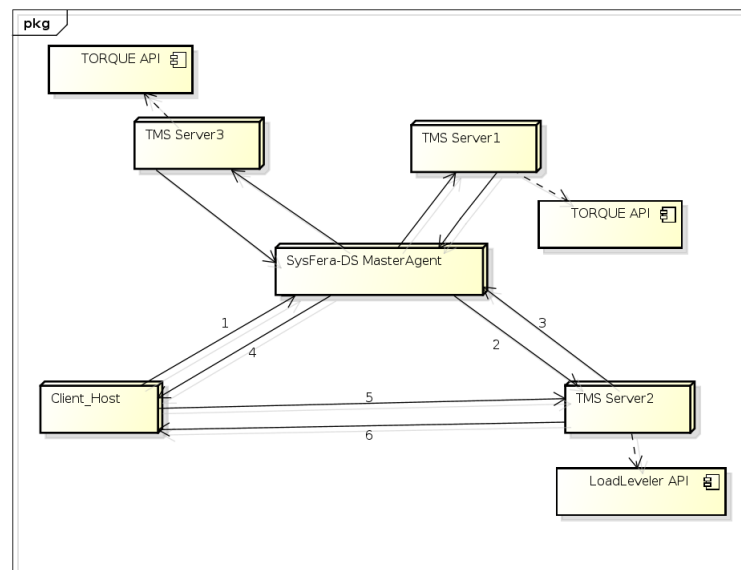 pkg
TORQUE API
TMS Server3
TMS Server1
TORQUE API
SysFera-DS MasterAgent
1
3
2
4
Client_Host
5
TMS Server2
6
LoadLeveler API